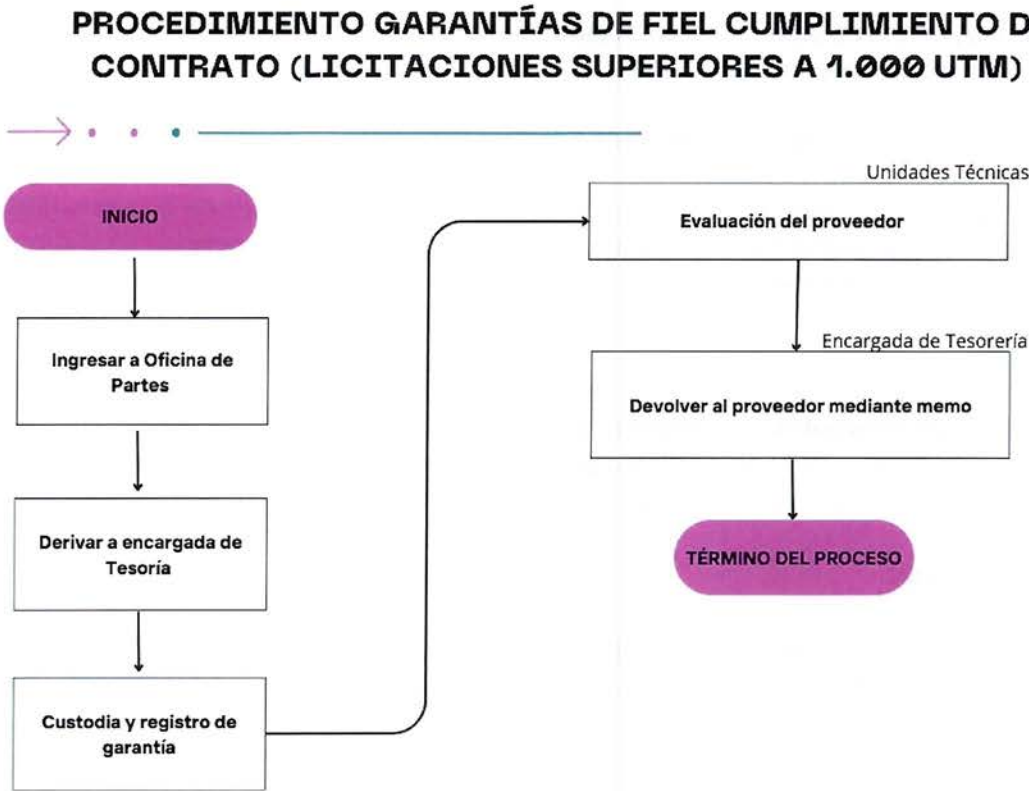 PROCEDIMIENTO GARANTÍAS DE FIEL CUMPLIMIENTO D
CONTRATO (LICITACIONES SUPERIORES A 1.000 UTM)
INICIO
Ingresar a Oficina de
Partes
Derivar a encargada de
Tesoría
Custodia y registro de
garantía
Unidades Técnicas
Evaluación del proveedor
Encargada de Tesorería
Devolver al proveedor mediante memo
TÉRMINO DEL PROCESO